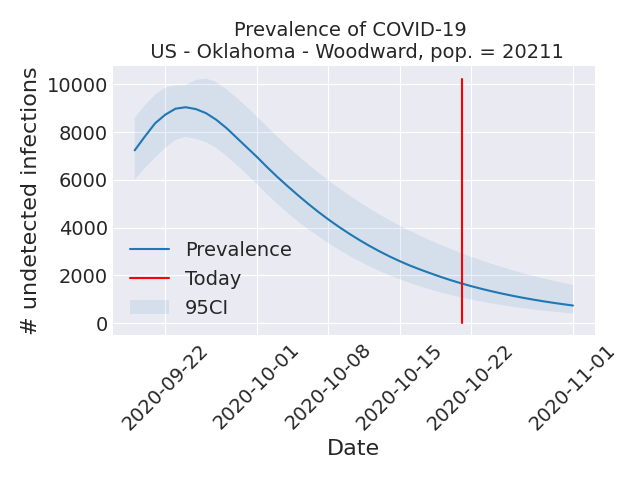 Prevalence of COVID-19
US - Oklahoma - Woodward, pop. = 20211
# undetected infections
10000
8000
6000
4000
2000
0
Prevalence
Today
95CI
2020-09-22
2020-10-01
2020-10-08
2020-10-15
2020-10-22
2020-11-01
Date